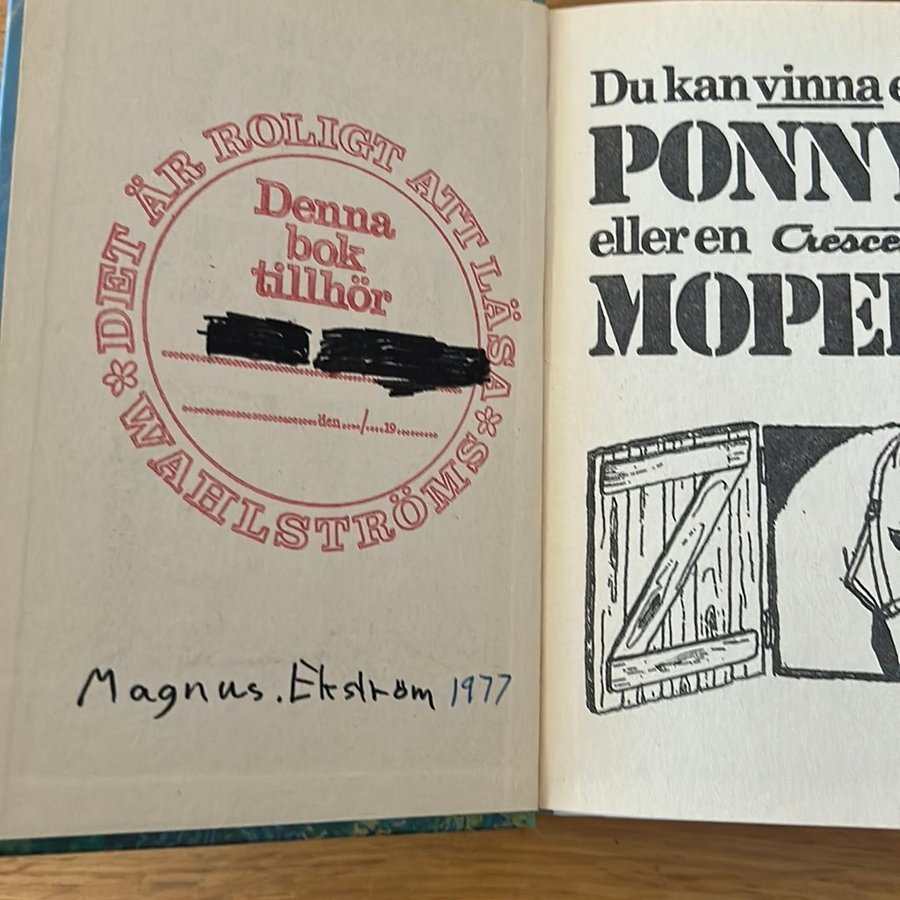 DET ÄR ROLIGT ATT LÄSA
Denna
bok
tillhör
den..../....19.........
WAHLSTRÖMS
Magnus.Ekström 1977
Du kan vinna e
PONNY
eller en Cresce
MOPE